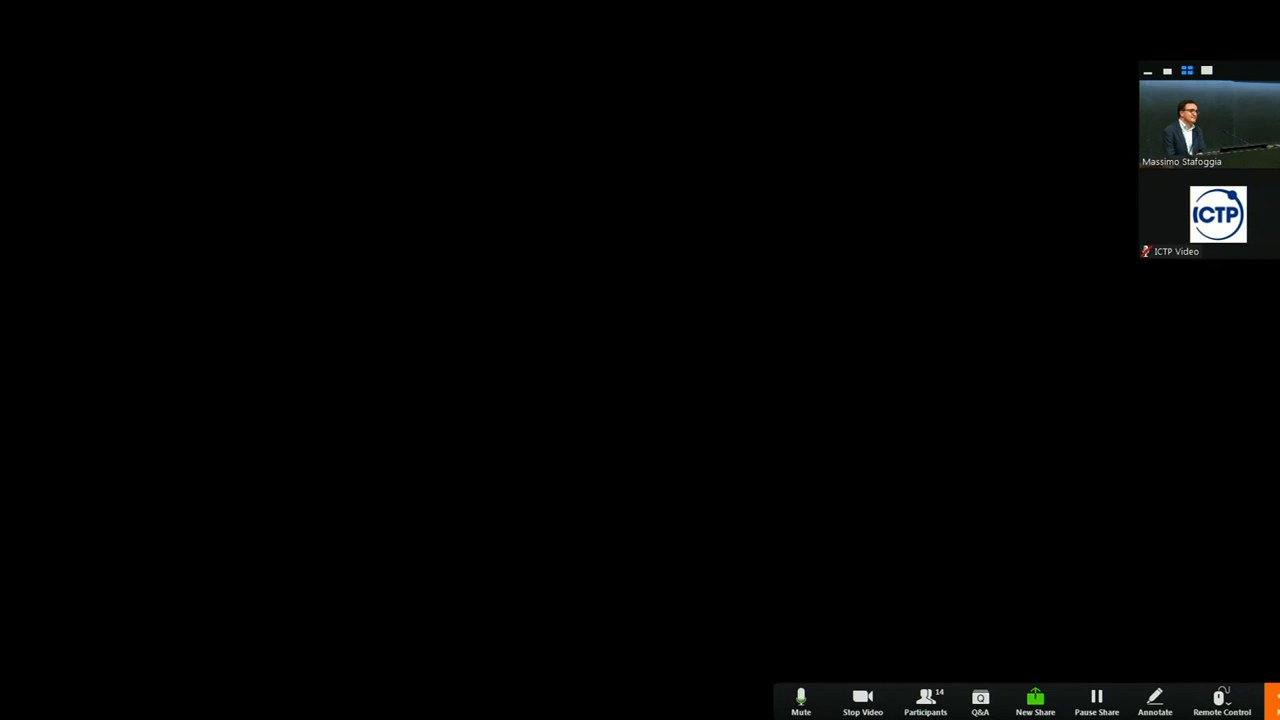 Massimo Stafoggia
ICTP
ICTP Video
14
Mute
Stop Video
Participants
Q&A
New Share
Pause Share
Annotate
Remote Control